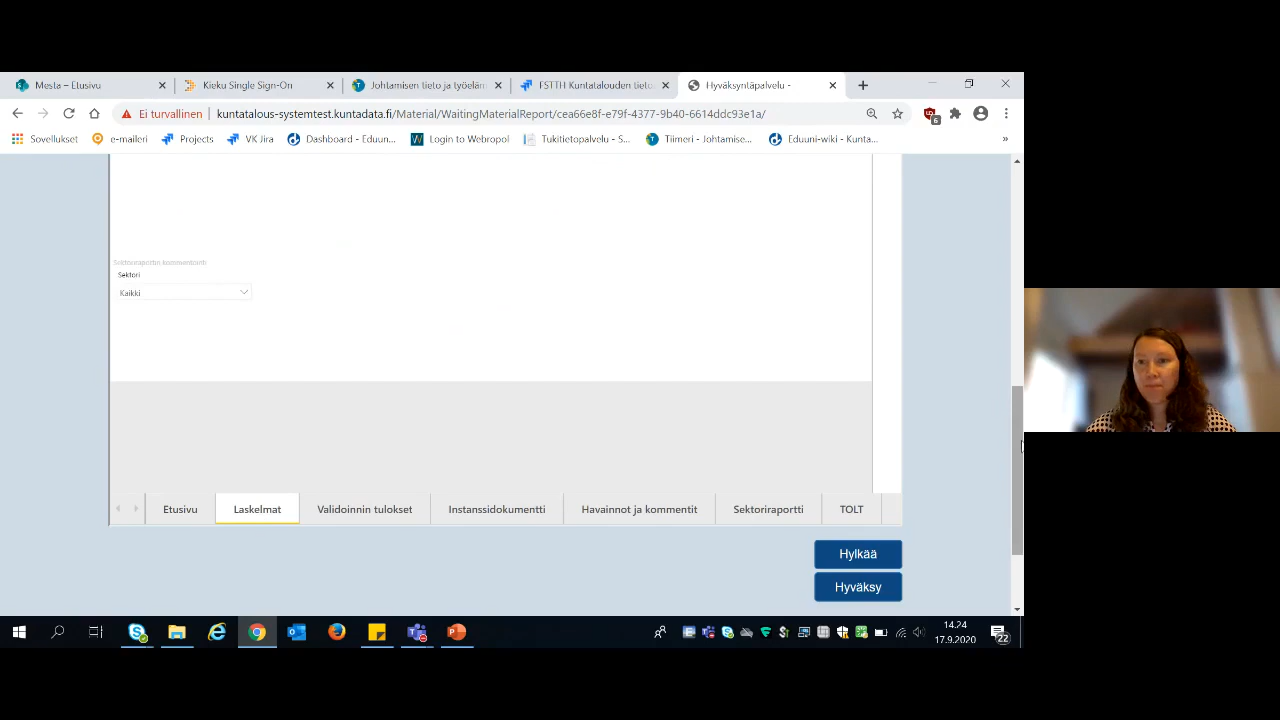 Mesta – Etusivu
Kieku Single Sign-On
Johtamisen tieto ja työelän
FSTTH Kuntatalouden tieto
Hyväksyntäpalvelu -
Ei turvallinen
kuntatalous.systemtest.kuntadata.fi/Material/WaitingMaterialReport/cea66e8f-e79f-4377-9b40-6614ddc93e1a/
6
Sovellukset
e-maileri
Projects
VK Jira
Dashboard - Eduun...
Login to Webropol
Tukitietopalvelu - S...
Tiimeri - Johtamise...
Eduuni-wiki - Kunta...
»
Sektori
Kaikki
Etusivu
Laskelmat
Validoinnin tulokset
Instanssidokumentti
Havainnot ja kommentit
Sektoriraportti
TOLT
Hylkää
Hyväksy
14.24
17.9.2020
22